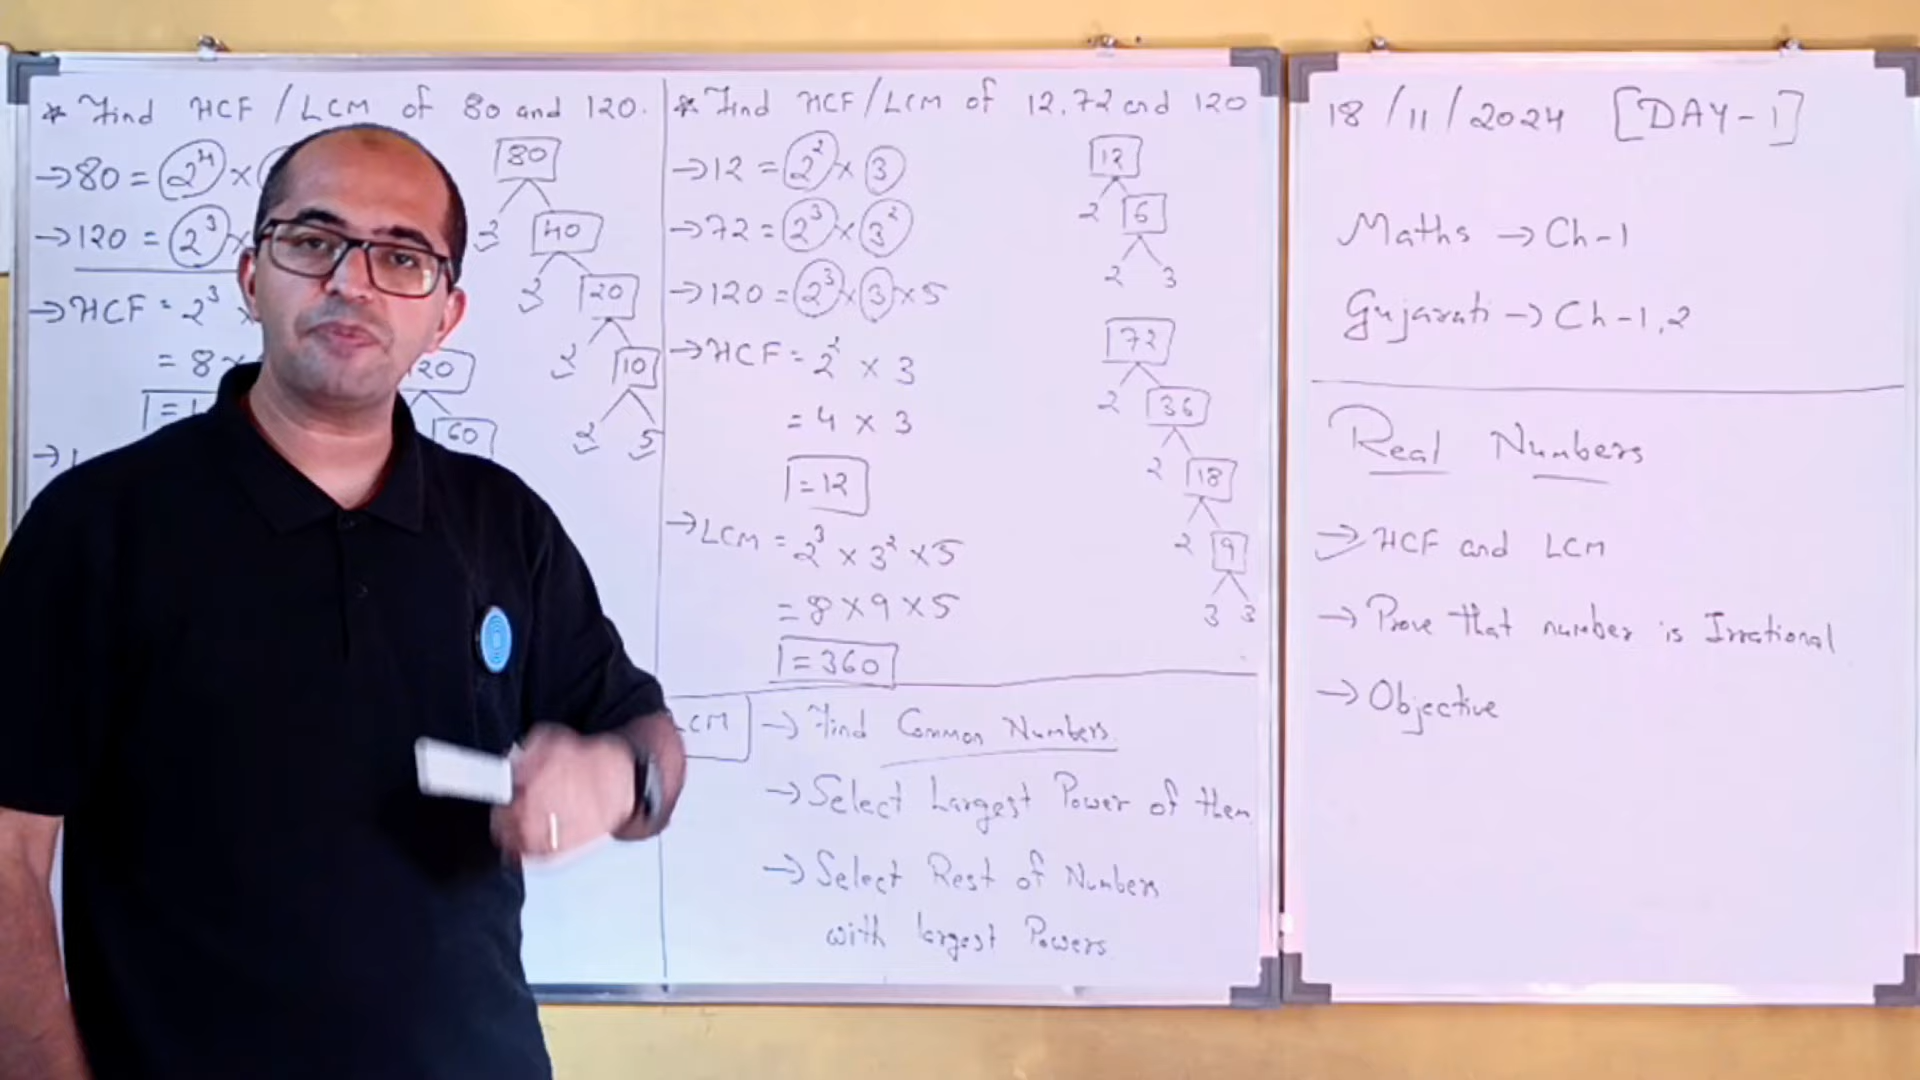 * Find HCF / LCM of 80 and 120.
→ 80 = 2⁴ ×
→ 120 = 2³
→ HCF = 2³ ×
= 8 ×
80
2 40
2 20
2 10
2 5
120
60
* Find HCF / LCM of 12, 72 and 120
→ 12 = 2² × 3
→ 72 = 2³ × 3²
→ 120 = 2³ × 3 × 5
→ HCF = 2² × 3
= 4 × 3
= 12
→ LCM = 2³ × 3² × 5
= 8 × 9 × 5
= 360
12
2 6
2 3
72
2 36
2 18
2 9
3 3
LCM → Find Common Numbers.
→ Select Largest Power of them
→ Select Rest of Numbers
with largest Powers
18/11/2024 [DAY-1]
Maths → Ch-1
Gujarati → Ch-1,2
Real Numbers
→ HCF and LCM
→ Prove that number is Irrational
→ Objective